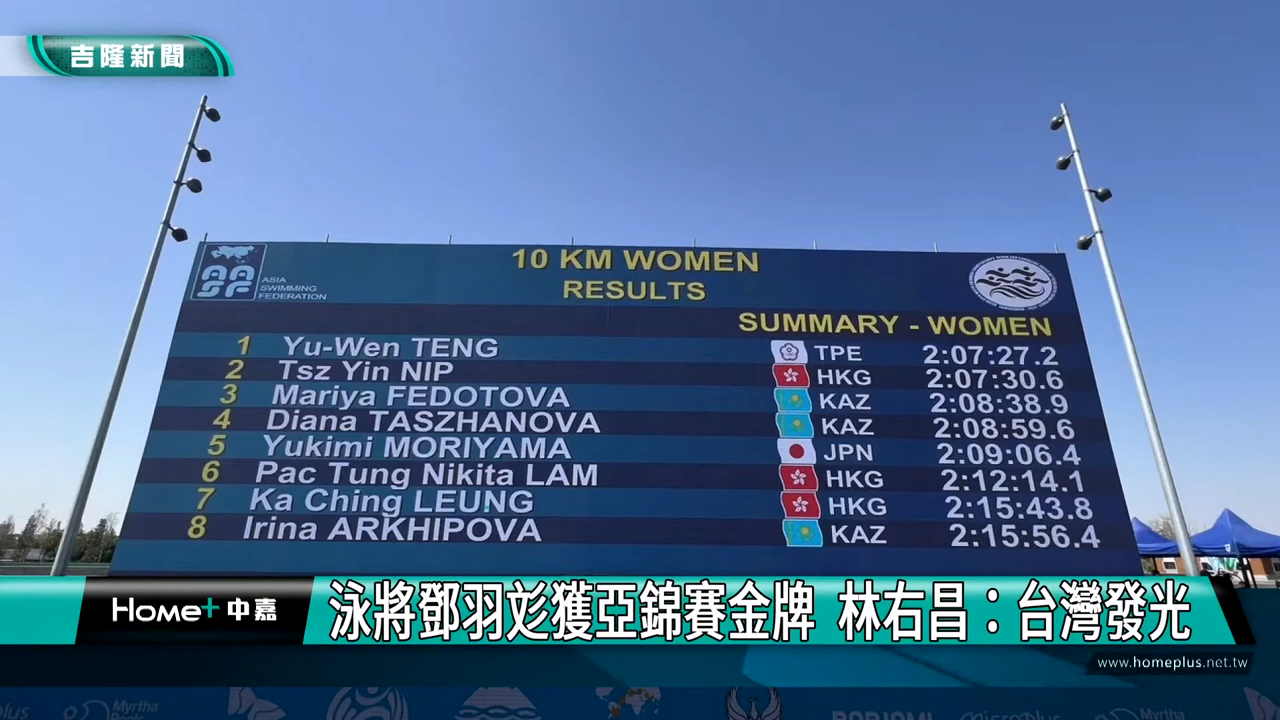 吉隆新聞
10 KM WOMEN
RESULTS
AASF
ASIA
SWIMMING
FEDERATION
SUMMARY - WOMEN
1 Yu-Wen TENG TPE 2:07:27.2
2 Tsz Yin NIP HKG 2:07:30.6
3 Mariya FEDOTOVA KAZ 2:08:38.9
4 Diana TASZHANOVA KAZ 2:08:59.6
5 Yukimi MORIYAMA JPN 2:09:06.4
6 Pac Tung Nikita LAM HKG 2:12:14.1
7 Ka Ching LEUNG HKG 2:15:43.8
8 Irina ARKHIPOVA KAZ 2:15:56.4
Home+ 中嘉
泳將鄧羽彣獲亞錦賽金牌 林右昌：台灣發光
www.homeplus.net.tw
Myrtha
BORJOMI
MicroPlus